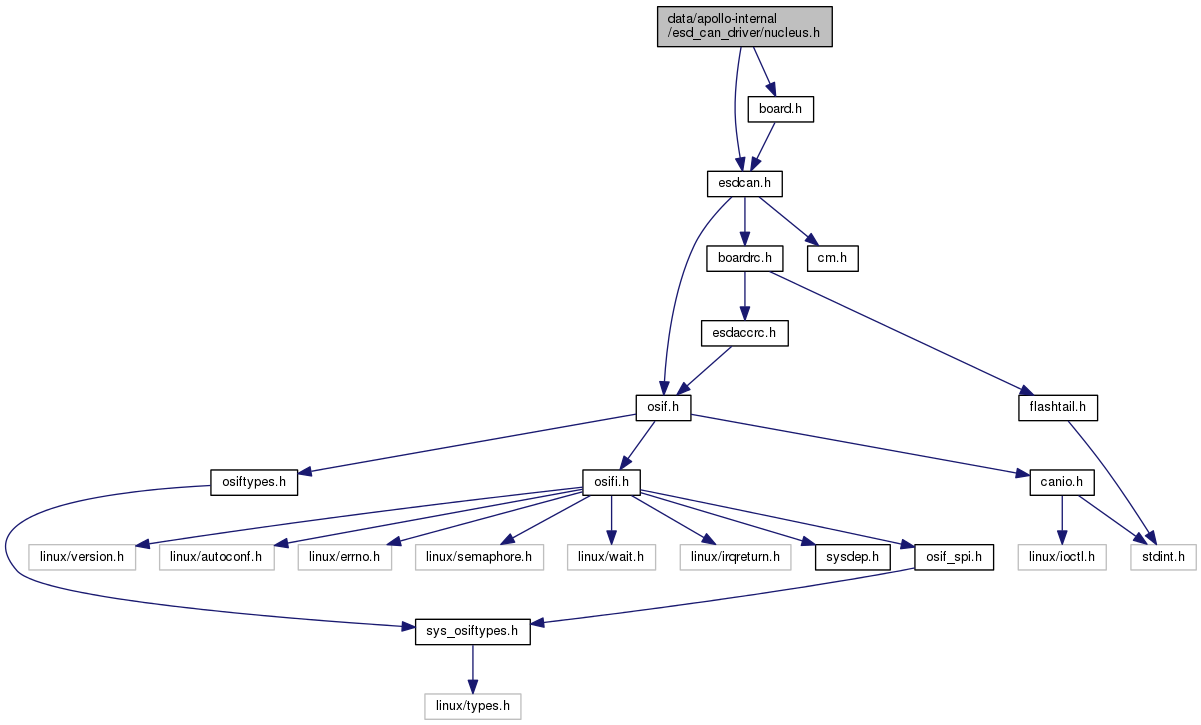 data/apollo-internal
/esd_can_driver/nucleus.h
board.h
esdcan.h
boardrc.h
cm.h
esdaccrc.h
osif.h
flashtail.h
osiftypes.h
osifi.h
canio.h
linux/version.h
linux/autoconf.h
linux/errno.h
linux/semaphore.h
linux/wait.h
linux/irqreturn.h
sysdep.h
osif_spi.h
linux/ioctl.h
stdint.h
sys_osiftypes.h
linux/types.h